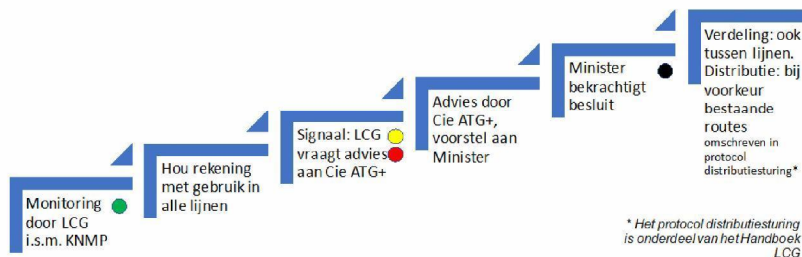 Monitoring
door LCG
i.s.m. KNMP
Hou rekening
met gebruik in
alle lijnen
Signaal: LCG
vraagt advies
aan Cie ATG+
Advies door
Cie ATG+,
voorstel aan
Minister
Minister
bekrachtigt
besluit
Verdeling: ook
tussen lijnen.
Distributie: bij
voorkeur
bestaande
routes
omschreven in
protocol
distributiesturing*
* Het protocol distributiesturing
is onderdeel van het Handboek
LCG